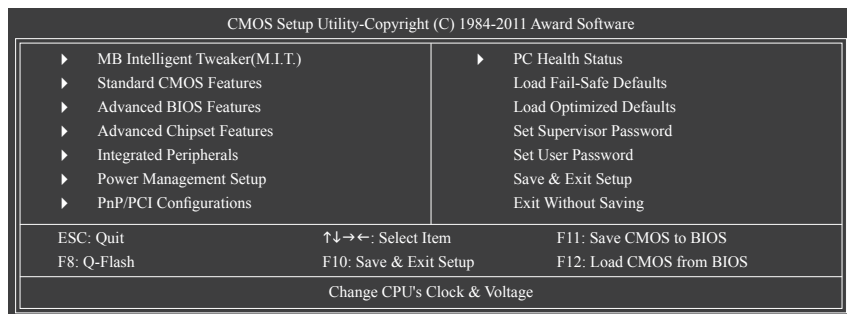 CMOS Setup Utility-Copyright (C) 1984-2011 Award Software
MB Intelligent Tweaker(M.I.T.)
Standard CMOS Features
Advanced BIOS Features
Advanced Chipset Features
Integrated Peripherals
Power Management Setup
PnP/PCI Configurations
PC Health Status
Load Fail-Safe Defaults
Load Optimized Defaults
Set Supervisor Password
Set User Password
Save & Exit Setup
Exit Without Saving
ESC: Quit ↑↓→←: Select Item F11: Save CMOS to BIOS
F8: Q-Flash F10: Save & Exit Setup F12: Load CMOS from BIOS
Change CPU's Clock & Voltage